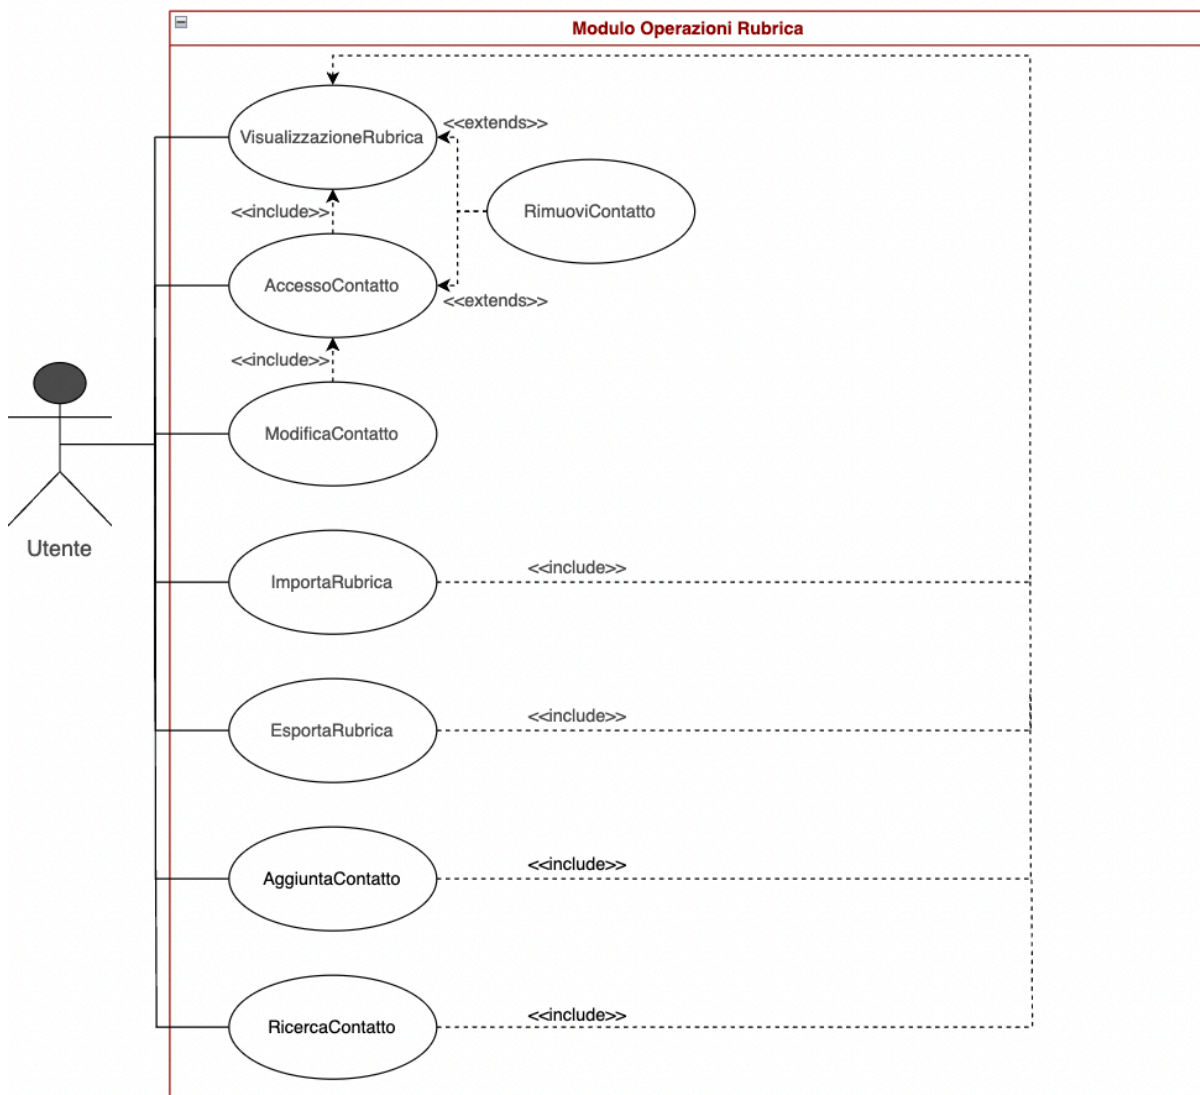 Modulo Operazioni Rubrica
VisualizzazioneRubrica
<<extends>>
RimuoviContatto
<<include>>
AccessoContatto
<<extends>>
<<include>>
ModificaContatto
Utente
ImportaRubrica
<<include>>
EsportaRubrica
<<include>>
AggiuntaContatto
<<include>>
RicercaContatto
<<include>>